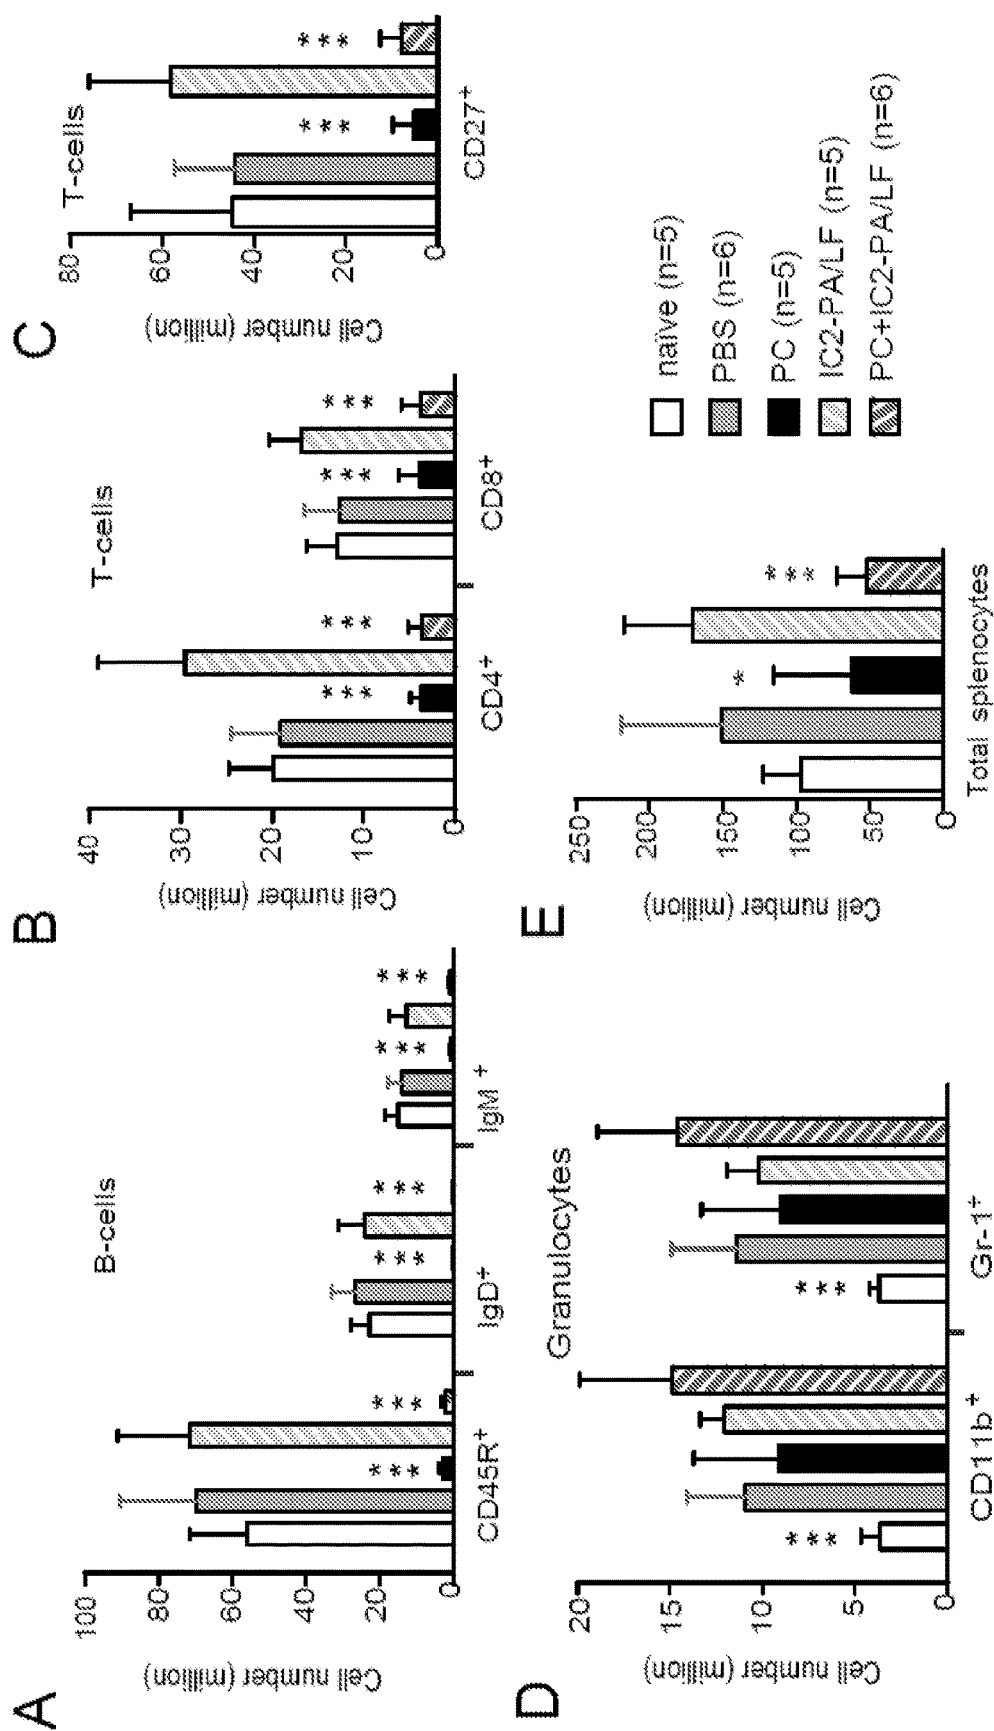 A
B-cells
Cell number (million)
100
80
60
40
20
0
CD45R+
IgD+
IgM +
*** *** *** *** *** ***
B
T-cells
Cell number (million)
40
30
20
10
0
CD4+
CD8+
*** *** *** ***
C
T-cells
Cell number (million)
80
60
40
20
0
CD27+
*** ***
D
Granulocytes
Cell number (million)
20
15
10
5
0
CD11b+
Gr-1+
*** ***
E
Cell number (million)
250
200
150
100
50
0
Total splenocytes
* ***
naïve (n=5)
PBS (n=6)
PC (n=5)
IC2-PA/LF (n=5)
PC+IC2-PA/LF (n=6)